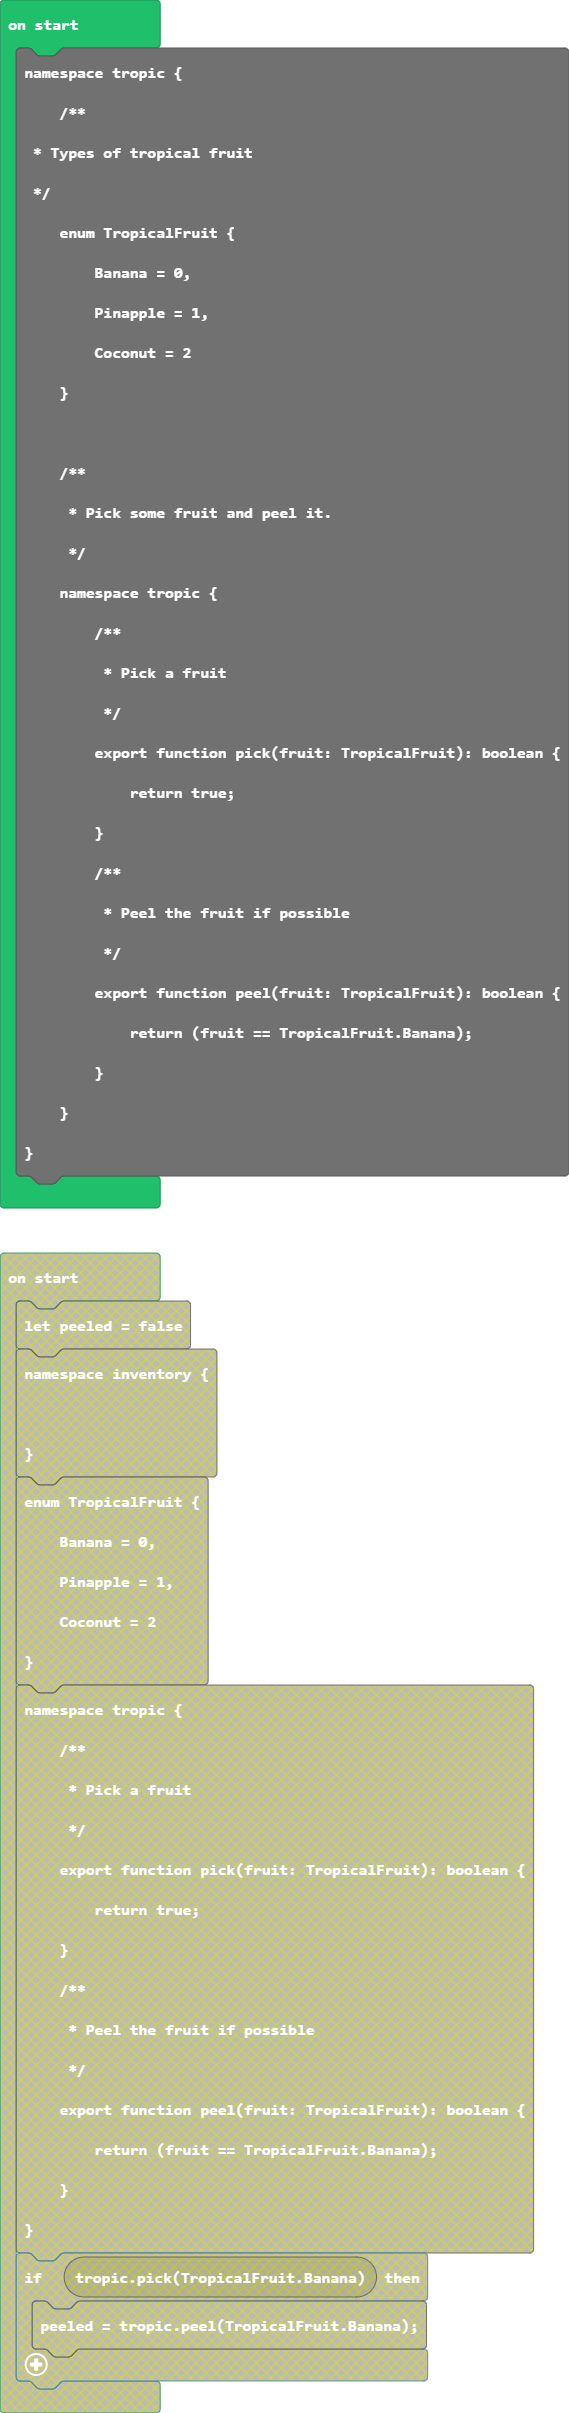 on start
namespace tropic {
/**
* Types of tropical fruit
*/
enum TropicalFruit {
Banana = 0,
Pinapple = 1,
Coconut = 2
}
/**
* Pick some fruit and peel it.
*/
namespace tropic {
/**
* Pick a fruit
*/
export function pick(fruit: TropicalFruit): boolean {
return true;
}
/**
* Peel the fruit if possible
*/
export function peel(fruit: TropicalFruit): boolean {
return (fruit == TropicalFruit.Banana);
}
}
}
on start
let peeled = false
namespace inventory {
}
enum TropicalFruit {
Banana = 0,
Pinapple = 1,
Coconut = 2
}
namespace tropic {
/**
* Pick a fruit
*/
export function pick(fruit: TropicalFruit): boolean {
return true;
}
/**
* Peel the fruit if possible
*/
export function peel(fruit: TropicalFruit): boolean {
return (fruit == TropicalFruit.Banana);
}
}
if tropic.pick(TropicalFruit.Banana) then
peeled = tropic.peel(TropicalFruit.Banana);